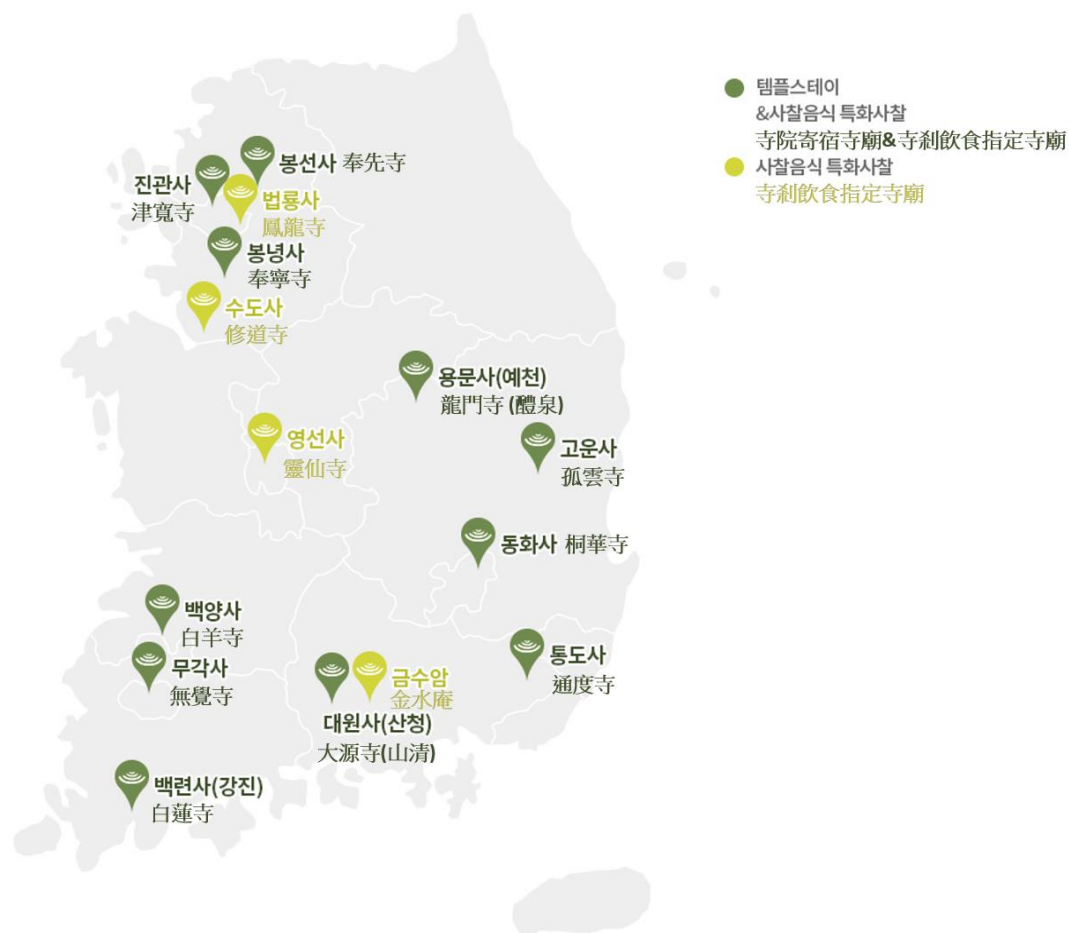 템플스테이
&사찰음식 특화사찰
寺院寄宿寺廟&寺刹飲食指定寺廟
사찰음식 특화사찰
寺刹飲食指定寺廟
봉선사 奉先寺
진관사
津寬寺
법룡사
鳳龍寺
봉녕사
奉寧寺
수도사
修道寺
용문사(예천)
龍門寺 (醴泉)
영선사
靈仙寺
고운사
孤雲寺
동화사 桐華寺
백양사
白羊寺
무각사
無覺寺
통도사
通度寺
금수암
金水庵
대원사(산청)
大源寺(山清)
백련사(강진)
白蓮寺